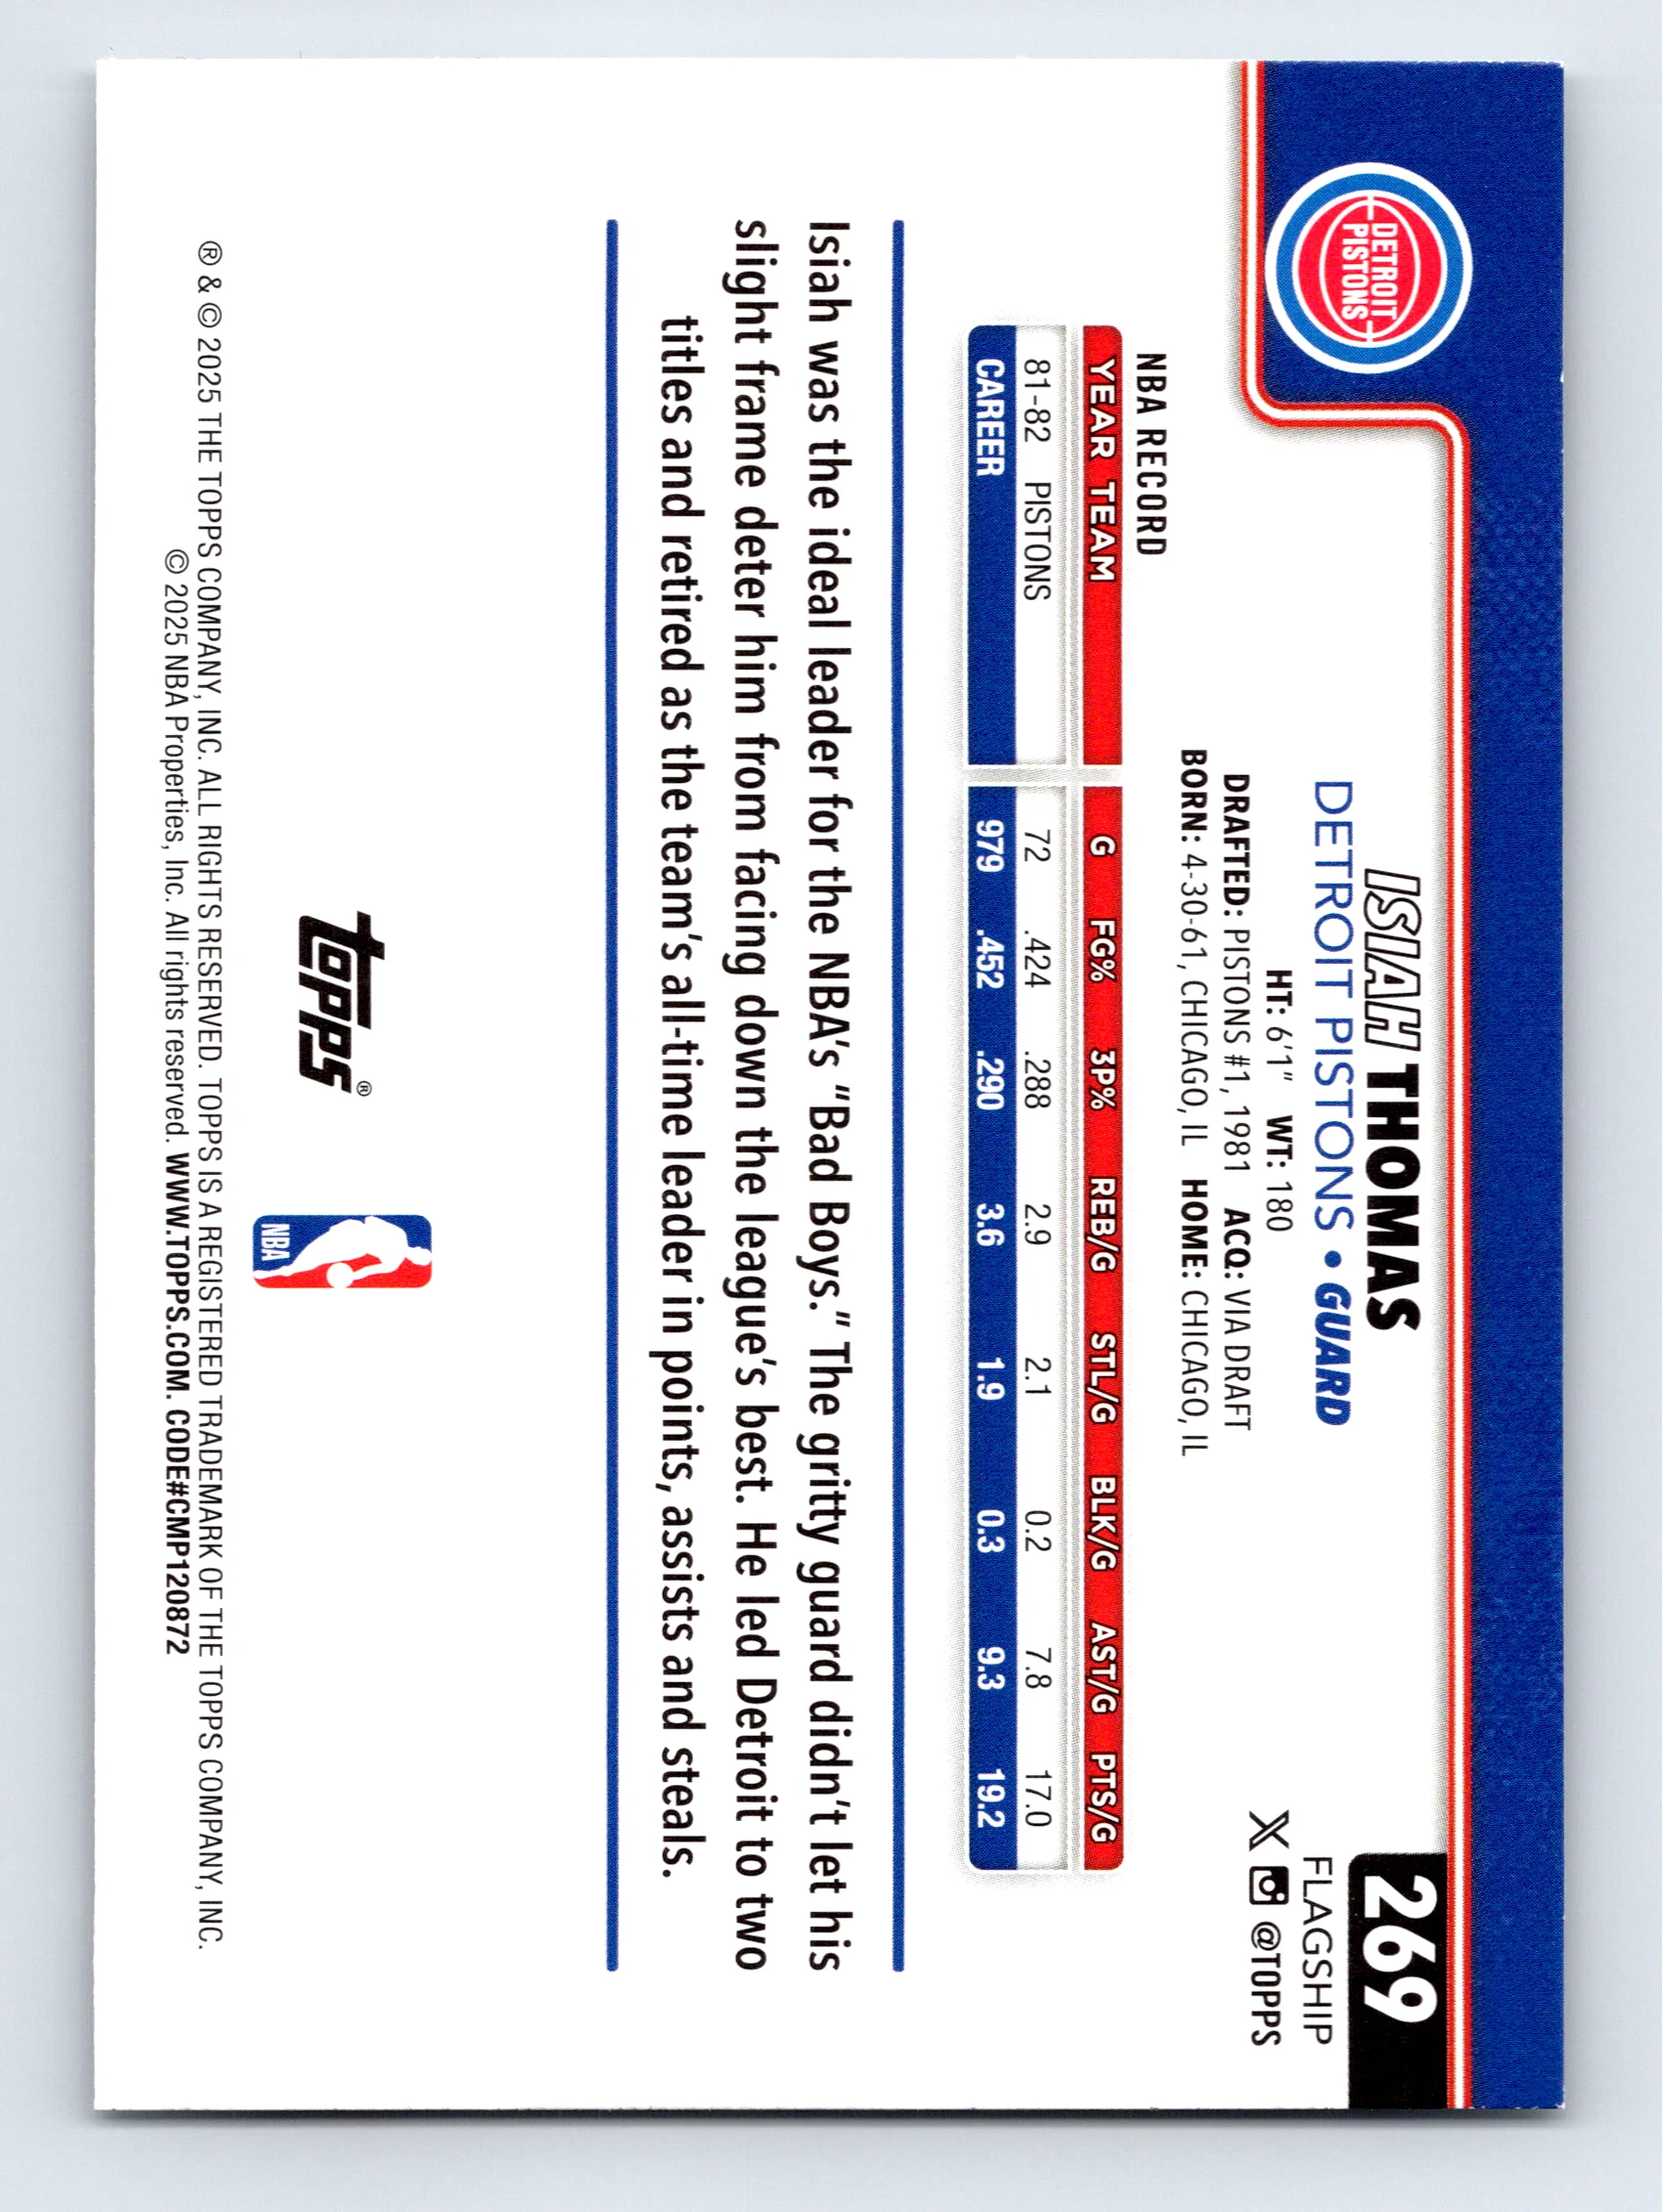 DETROIT
PISTONS
269
FLAGSHIP
X @TOPPS
ISIAH THOMAS
DETROIT PISTONS • GUARD
HT: 6'1" WT: 180
DRAFTED: PISTONS #1, 1981 ACQ: VIA DRAFT
BORN: 4-30-61, CHICAGO, IL HOME: CHICAGO, IL
NBA RECORD
YEAR TEAM G FG% 3P% REB/G STL/G BLK/G AST/G PTS/G
81-82 PISTONS 72 .424 .288 2.9 2.1 0.2 7.8 17.0
CAREER 979 .452 .290 3.6 1.9 0.3 9.3 19.2
Isiah was the ideal leader for the NBA's "Bad Boys." The gritty guard didn't let his
slight frame deter him from facing down the league's best. He led Detroit to two
titles and retired as the team's all-time leader in points, assists and steals.
topps®
NBA
® & © 2025 THE TOPPS COMPANY, INC. ALL RIGHTS RESERVED. TOPPS IS A REGISTERED TRADEMARK OF THE TOPPS COMPANY, INC.
© 2025 NBA Properties, Inc. All rights reserved. WWW.TOPPS.COM. CODE#CMP120872